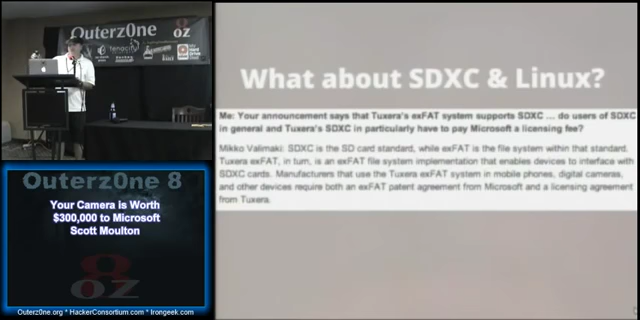 Outerz0ne 8
OZ
tenacity
What about SDXC & Linux?
Me: Your announcement says that Tuxera's exFAT system supports SDXC ... do users of SDXC
in general and Tuxera's SDXC in particularly have to pay Microsoft a licensing fee?
Mikko Valimaki: SDXC is the SD card standard, while exFAT is the file system within that standard.
Tuxera exFAT, in turn, is an exFAT file system implementation that enables devices to interface with
SDXC cards. Manufacturers that use the Tuxera exFAT system in mobile phones, digital cameras,
and other devices require both an exFAT patent agreement from Microsoft and a licensing agreement
from Tuxera.
Outerz0ne 8
Your Camera is Worth
$300,000 to Microsoft
Scott Moulton
8
OZ
Outerz0ne.org * HackerConsortium.com * Irongeek.com